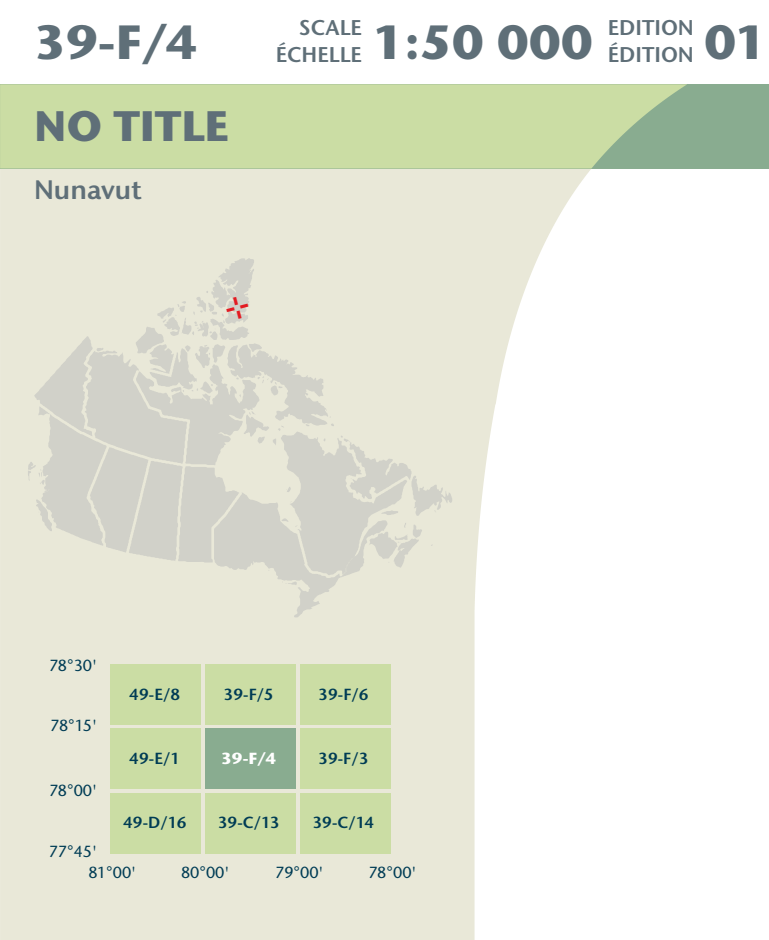 39-F/4
SCALE
ÉCHELLE
1:50 000
EDITION
ÉDITION
01
NO TITLE
Nunavut
78°30'
49-E/8 39-F/5 39-F/6
78°15'
49-E/1 39-F/4 39-F/3
78°00'
49-D/16 39-C/13 39-C/14
77°45'
81°00' 80°00' 79°00' 78°00'